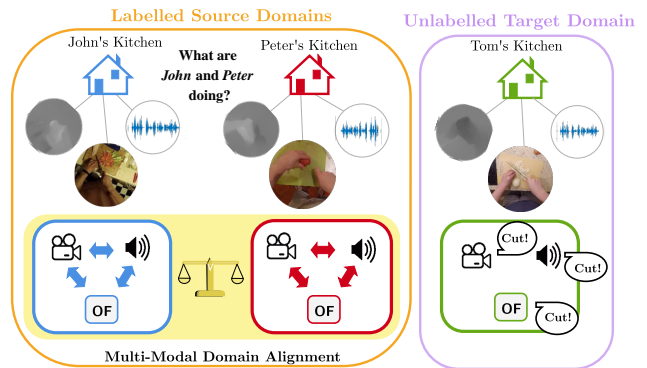 Labelled Source Domains
Unlabelled Target Domain
John's Kitchen
What are
John and Peter
doing?
Peter's Kitchen
Tom's Kitchen
OF
OF
Cut!
Cut!
OF
Cut!
Multi-Modal Domain Alignment